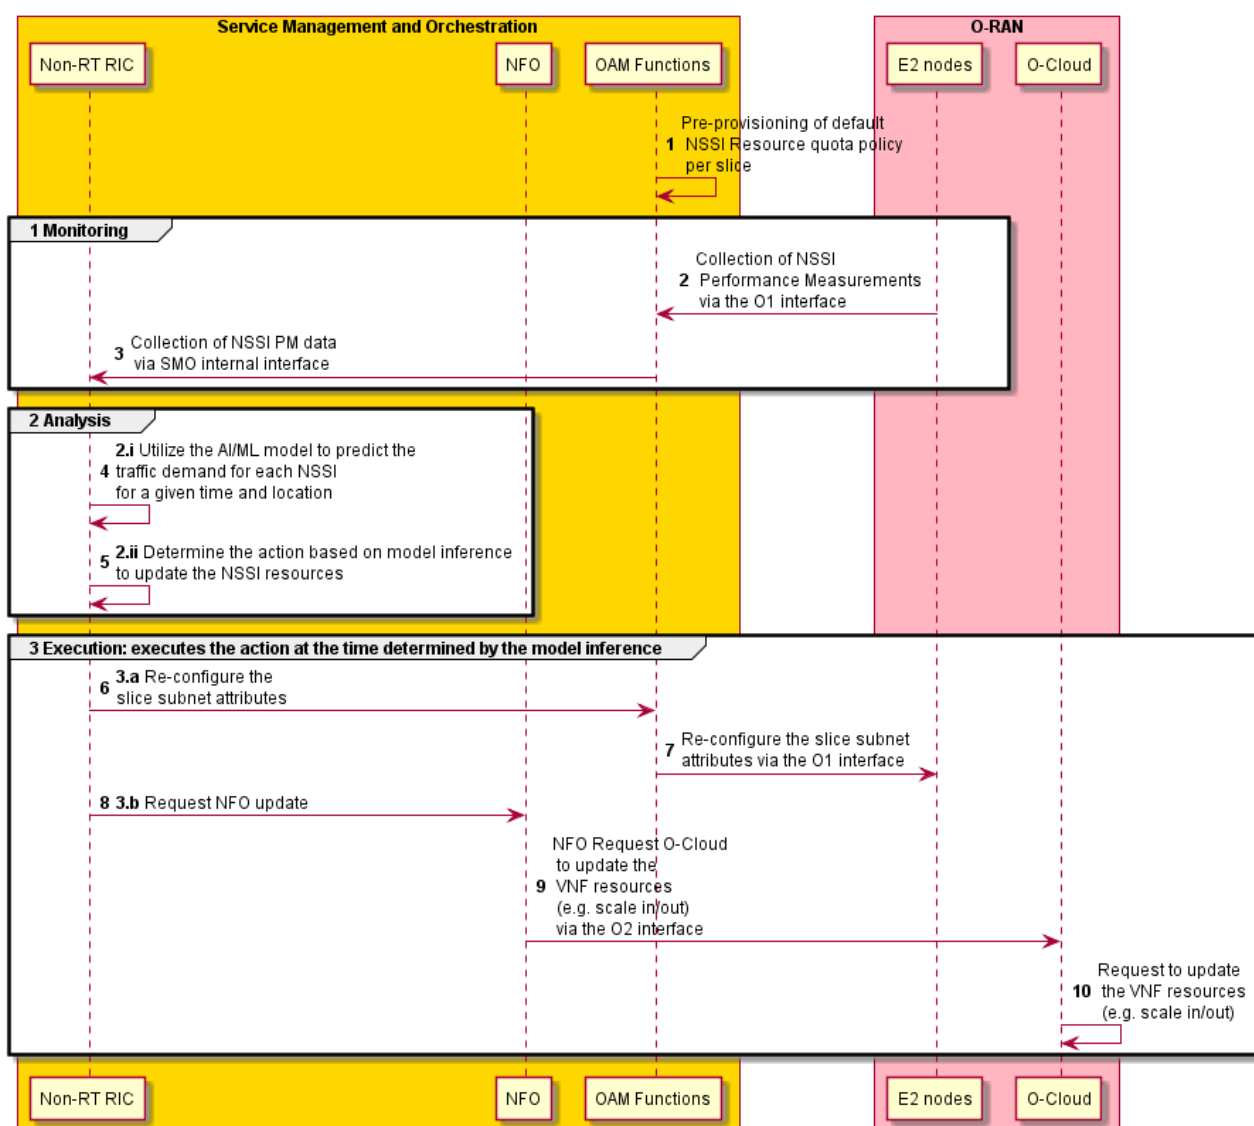 Service Management and Orchestration
O-RAN
Non-RT RIC
NFO
OAM Functions
E2 nodes
O-Cloud
Pre-provisioning of default
1 NSSI Resource quota policy
per slice
1 Monitoring
Collection of NSSI
2 Performance Measurements
via the O1 interface
Collection of NSSI PM data
3
via SMO internal interface
2 Analysis
2.i Utilize the AI/ML model to predict the
4 traffic demand for each NSSI
for a given time and location
2.ii Determine the action based on model inference
5
to update the NSSI resources
3 Execution: executes the action at the time determined by the model inference
3.a Re-configure the
6
slice subnet attributes
Re-configure the slice subnet
7
attributes via the O1 interface
8 3.b Request NFO update
NFO Request O-Cloud
to update the
9 VNF resources
(e.g. scale in/out)
via the O2 interface
Request to update
10 the VNF resources
(e.g. scale in/out)
Non-RT RIC
NFO
OAM Functions
E2 nodes
O-Cloud